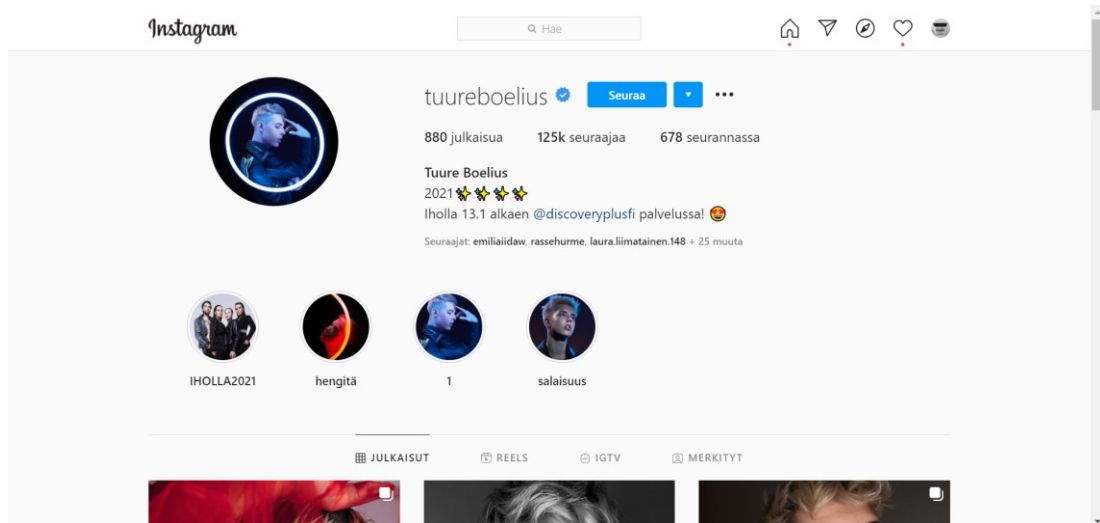 Instagram
Hae
tuureboelius
Seuraa
880 julkaisua 125k seuraajaa 678 seurannassa
Tuure Boelius
2021✨✨✨✨
Iholla 13.1 alkaen @discoveryplusfi palvelussa! 😍
Seuraajat: emiliaiidaw, rassehurme, laura.liimatainen.148 + 25 muuta
IHOLLA2021 hengitä 1 salaisuus
JULKAISUT REELS IGTV MERKITYT